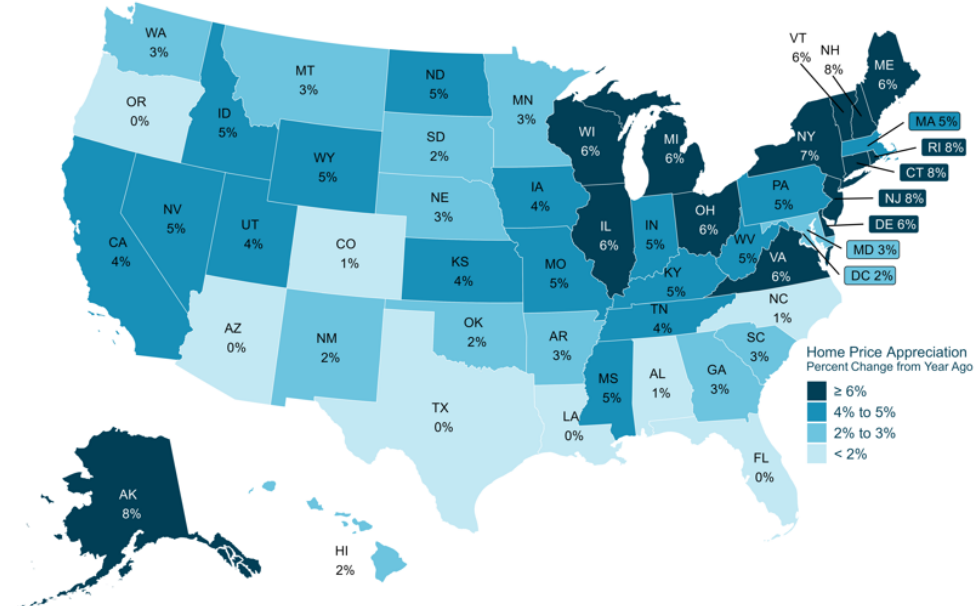 WA
3%
OR
0%
CA
4%
ID
5%
NV
5%
MT
3%
WY
5%
UT
4%
AZ
0%
CO
1%
NM
2%
ND
5%
SD
2%
NE
3%
KS
4%
OK
2%
TX
0%
MN
3%
IA
4%
MO
5%
AR
3%
LA
0%
WI
6%
IL
6%
MI
6%
IN
5%
OH
6%
KY
5%
TN
4%
MS
5%
AL
1%
GA
3%
FL
0%
SC
3%
NC
1%
VA
6%
WV
5%
PA
5%
NY
7%
VT
6%
NH
8%
ME
6%
MA 5%
RI 8%
CT 8%
NJ 8%
DE 6%
MD 3%
DC 2%
AK
8%
HI
2%
Home Price Appreciation
Percent Change from Year Ago
≥ 6%
4% to 5%
2% to 3%
< 2%